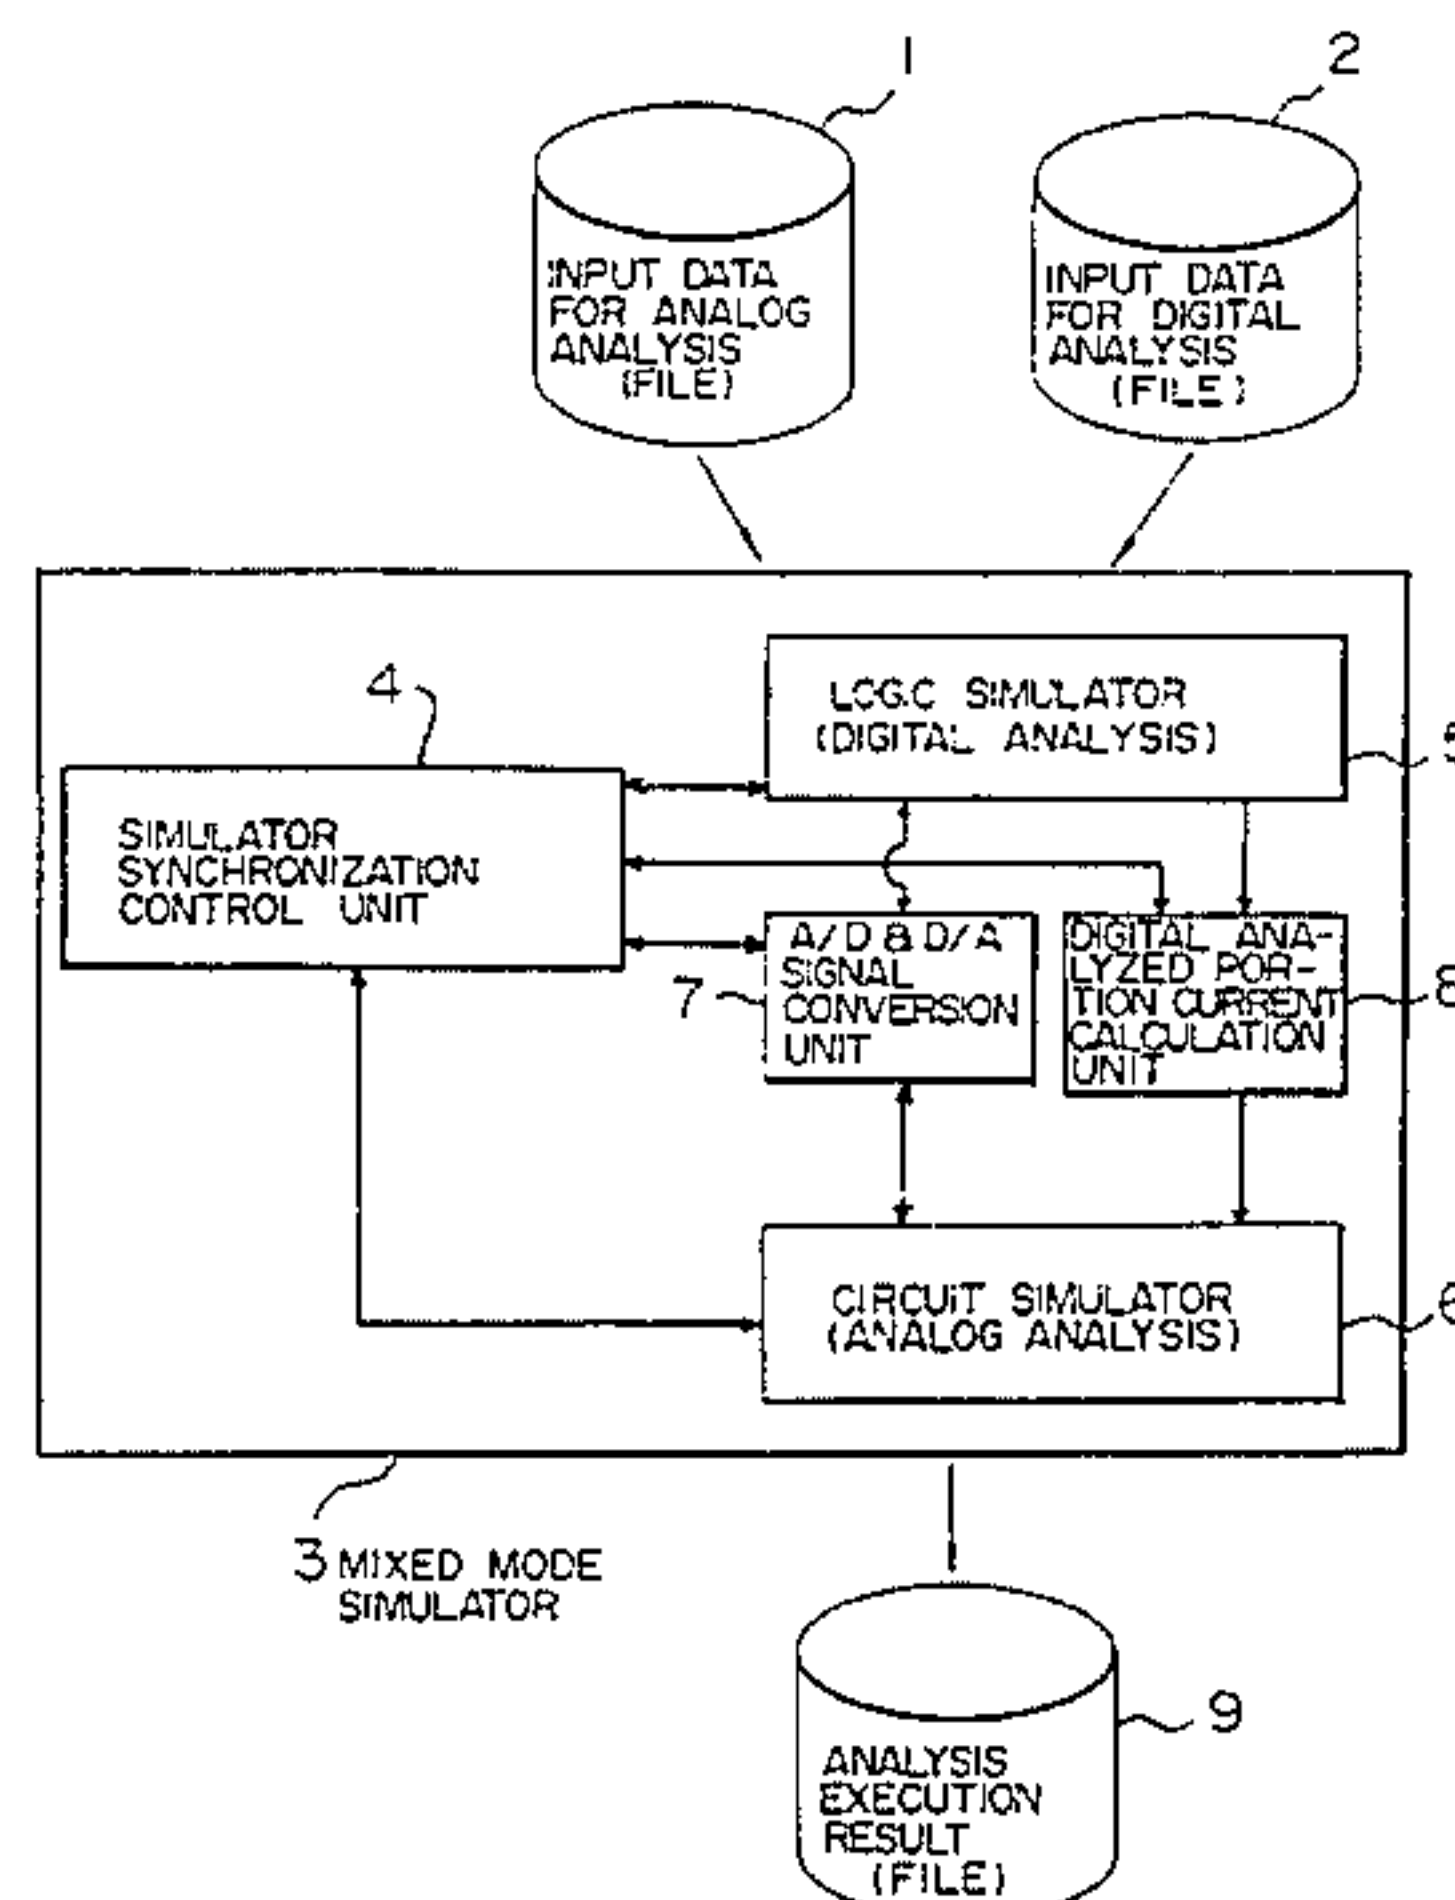 1
2
INPUT DATA
FOR ANALOG
ANALYSIS
(FILE)
INPUT DATA
FOR DIGITAL
ANALYSIS
(FILE)
4
LOGIC SIMULATOR
(DIGITAL ANALYSIS)
5
SIMULATOR
SYNCHRONIZATION
CONTROL UNIT
7
A/D & D/A
SIGNAL
CONVERSION
UNIT
DIGITAL ANA-
LYZED POR-
TION CURRENT
CALCULATION
UNIT
8
CIRCUIT SIMULATOR
(ANALOG ANALYSIS)
6
3 MIXED MODE
SIMULATOR
9
ANALYSIS
EXECUTION
RESULT
(FILE)